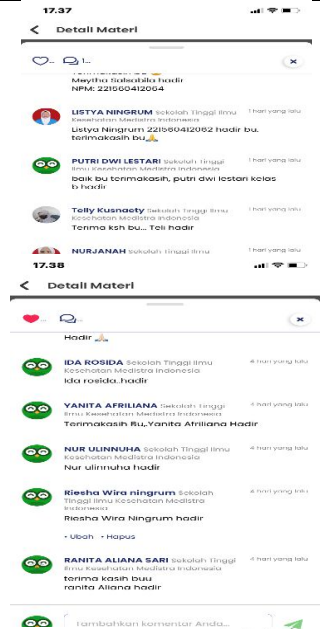 17.37
Detail Materi
1...
Meytha Salsabila hadir
NPM: 221560412064
LISTYA NINGRUM Sekolah Tinggi Ilmu
Kesehatan Medistra Indonesia
1 hari yang lalu
Listya Ningrum 221560412062 hadir bu.
terimakasih bu🙏
PUTRI DWI LESTARI Sekolah Tinggi
Ilmu Kesehatan Medistra Indonesia
1 hari yang lalu
baik bu terimakasih, putri dwi lestari kelas
b hadir
Telly Kusnaety Sekolah Tinggi Ilmu
Kesehatan Medistra Indonesia
1 hari yang lalu
Terima ksh bu... Teli hadir
NURJANAH Sekolah Tinggi Ilmu
1 hari yang lalu
17.38
Detail Materi
Hadir 🙏
IDA ROSIDA Sekolah Tinggi Ilmu
Kesehatan Medistra Indonesia
4 hari yang lalu
Ida rosida..hadir
YANITA AFRILIANA Sekolah Tinggi
Ilmu Kesehatan Medistra Indonesia
4 hari yang lalu
Terimakasih Bu,.Yanita Afriliana Hadir
NUR ULINNUHA Sekolah Tinggi Ilmu
Kesehatan Medistra Indonesia
4 hari yang lalu
Nur ulinnuha hadir
Riesha Wira ningrum Sekolah
Tinggi Ilmu Kesehatan Medistra
Indonesia
4 hari yang lalu
Riesha Wira Ningrum hadir
• Ubah • Hapus
RANITA ALIANA SARI Sekolah Tinggi
Ilmu Kesehatan Medistra Indonesia
4 hari yang lalu
terima kasih buu
ranita Aliana hadir
Tambahkan komentar Anda...